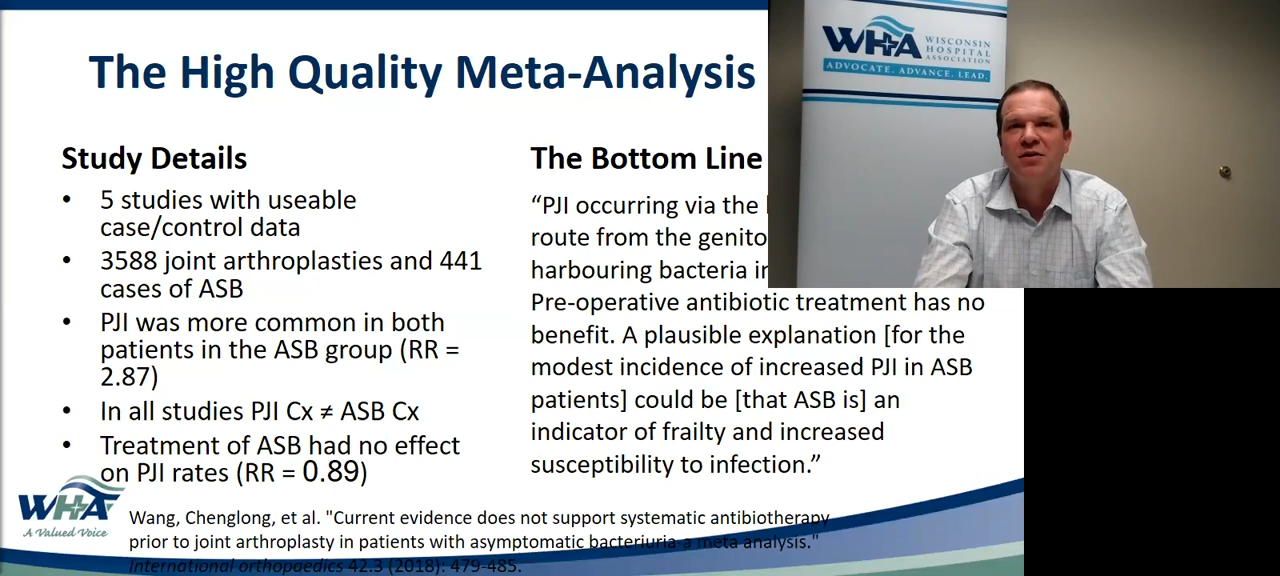 The High Quality Meta-Analysis
Study Details
• 5 studies with useable
case/control data
• 3588 joint arthroplasties and 441
cases of ASB
• PJI was more common in both
patients in the ASB group (RR =
2.87)
• In all studies PJI Cx ≠ ASB Cx
• Treatment of ASB had no effect
on PJI rates (RR = 0.89)
The Bottom Line
“PJI occurring via the
route from the genito
harbouring bacteria in
Pre-operative antibiotic treatment has no
benefit. A plausible explanation [for the
modest incidence of increased PJI in ASB
patients] could be [that ASB is] an
indicator of frailty and increased
susceptibility to infection.”
Wang, Chenglong, et al. "Current evidence does not support systematic antibiotherapy
prior to joint arthroplasty in patients with asymptomatic bacteriuria-a meta analysis."
International orthopaedics 42.3 (2018): 479-485.
WHA
A Valued Voice
WHA
WISCONSIN
HOSPITAL
ASSOCIATION
ADVOCATE. ADVANCE. LEAD.